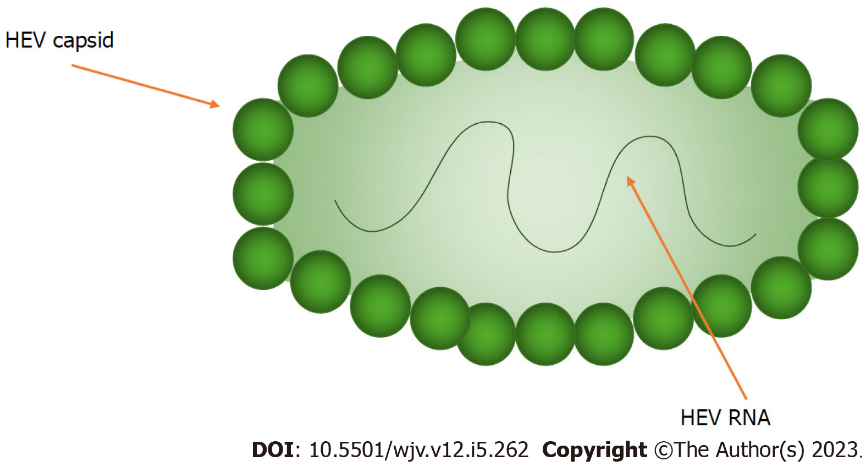 HEV capsid
HEV RNA
DOI: 10.5501/wjv.v12.i5.262 Copyright ©The Author(s) 2023.